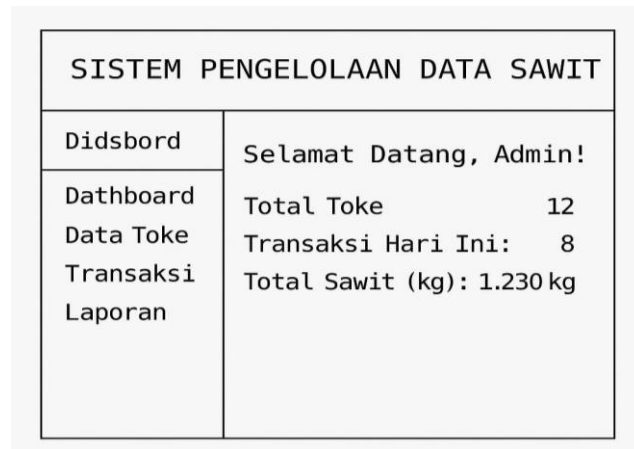 SISTEM PENGELOLAAN DATA SAWIT
Didsbord
Dathboard
Data Toke
Transaksi
Laporan
Selamat Datang, Admin!
Total Toke 12
Transaksi Hari Ini: 8
Total Sawit (kg): 1.230 kg